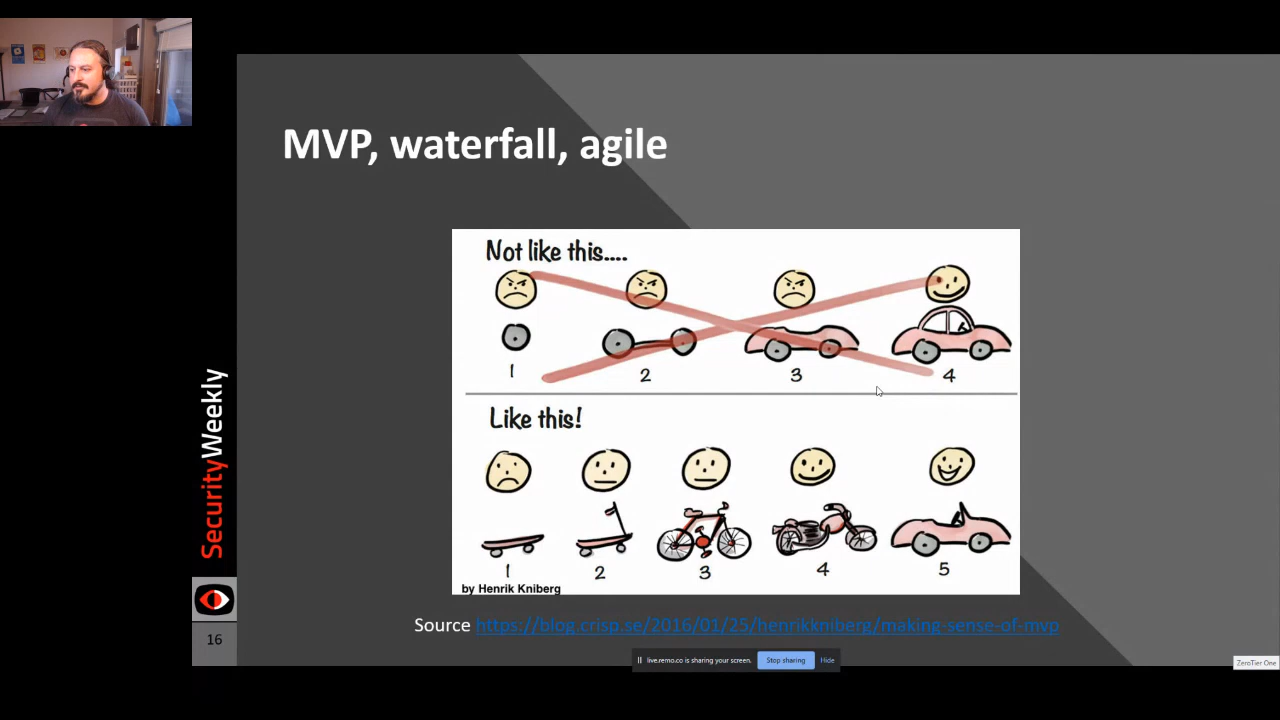 MVP, waterfall, agile
Not like this....
1 2 3 4
Like this!
1 2 3 4 5
by Henrik Kniberg
Source https://blog.crisp.se/2016/01/25/henrikkniberg/making-sense-of-mvp
SecurityWeekly
16
live.remo.co is sharing your screen. Stop sharing Hide
ZeroTier One